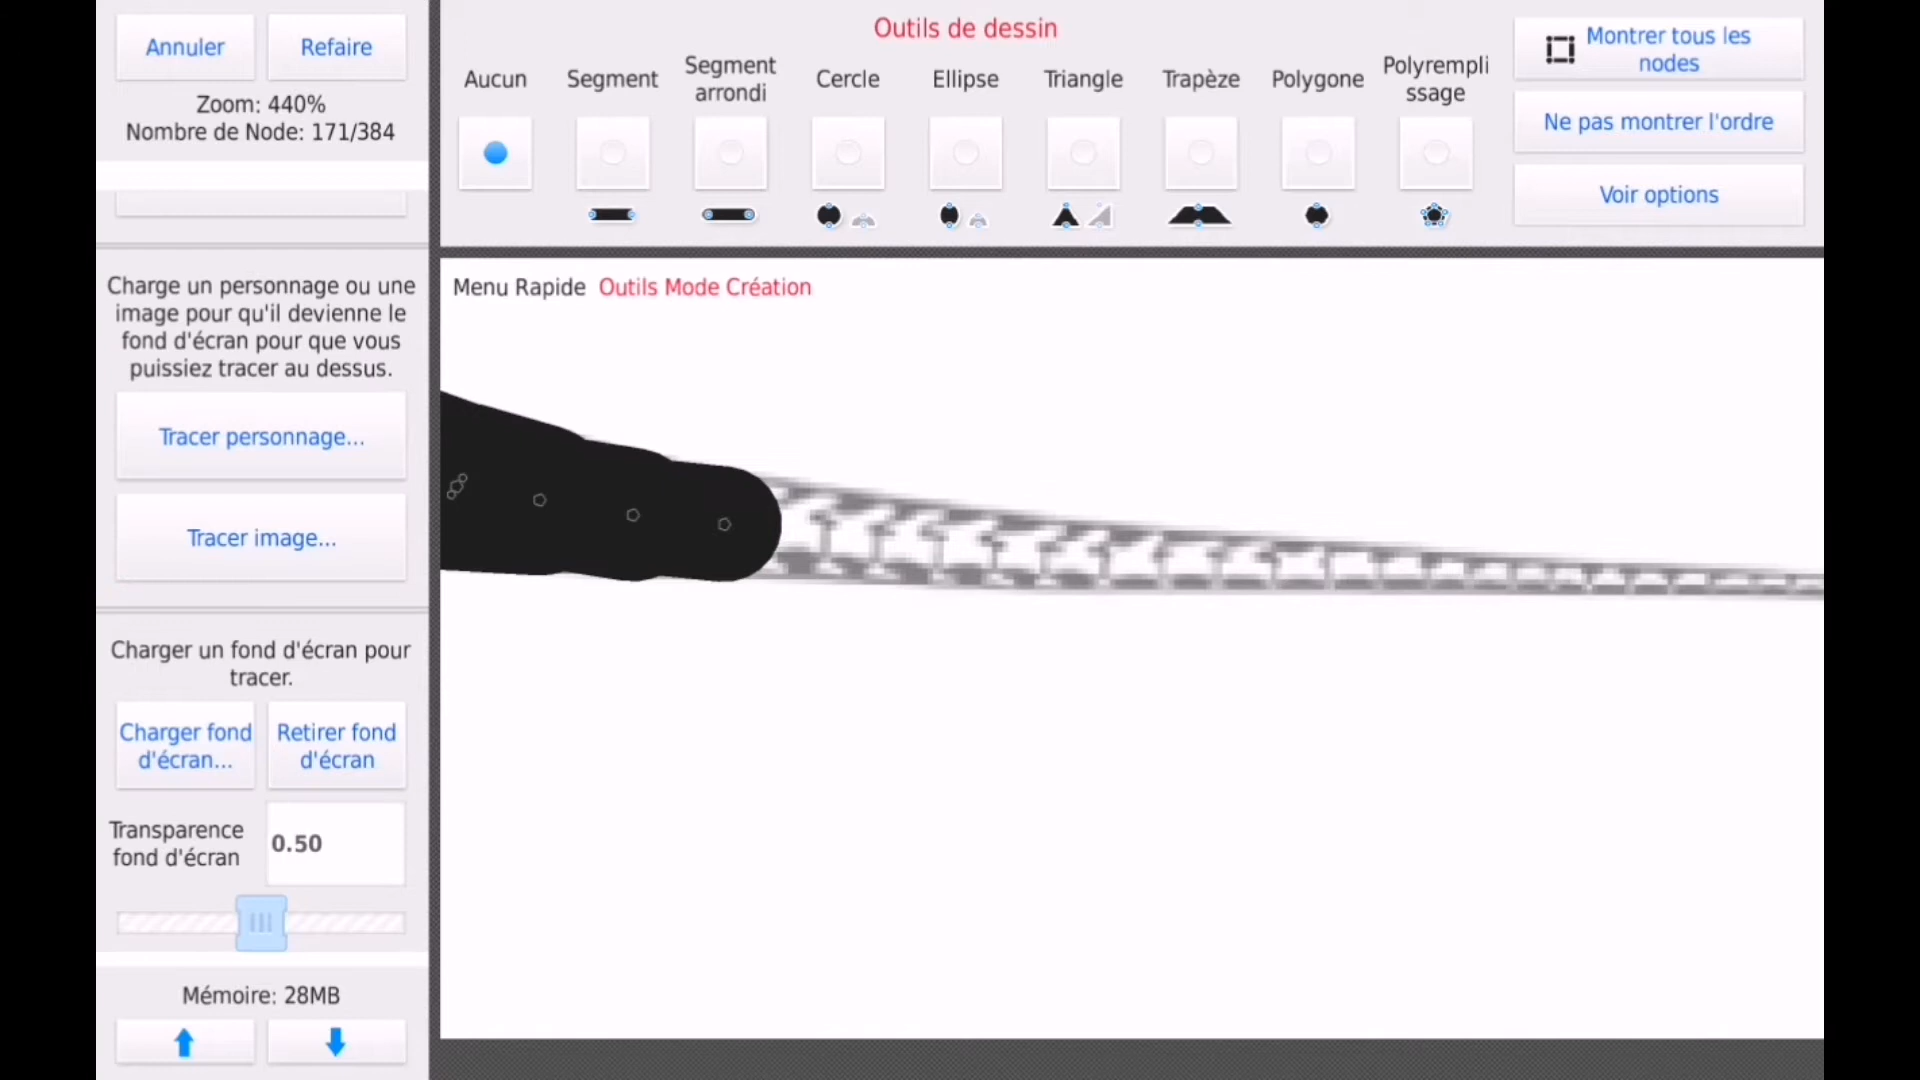 Annuler
Refaire
Zoom: 440%
Nombre de Node: 171/384
Charge un personnage ou une
image pour qu'il devienne le
fond d'écran pour que vous
puissiez tracer au dessus.
Tracer personnage...
Tracer image...
Charger un fond d'écran pour
tracer.
Charger fond
d'écran...
Retirer fond
d'écran
Transparence
fond d'écran
0.50
Mémoire: 28MB
Outils de dessin
Aucun
Segment
Segment
arrondi
Cercle
Ellipse
Triangle
Trapèze
Polygone
Polyrempli
ssage
Montrer tous les
nodes
Ne pas montrer l'ordre
Voir options
Menu Rapide
Outils Mode Création